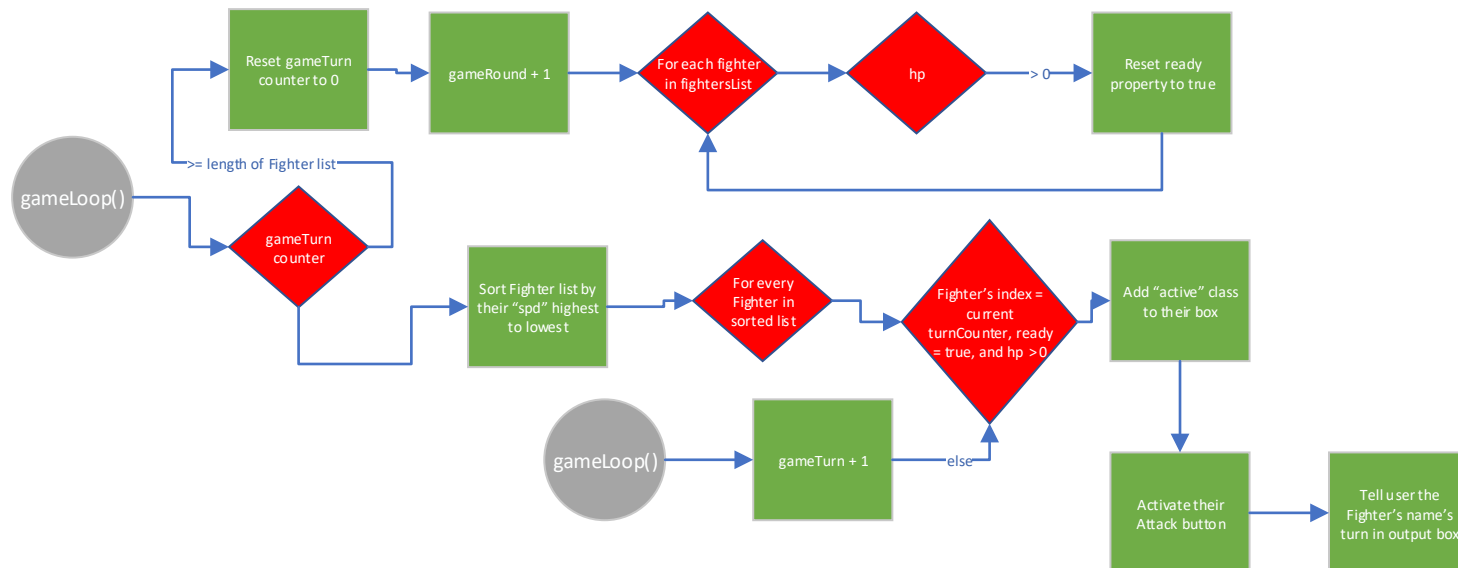 Reset gameTurn
counter to 0
gameRound + 1
For each fighter
in fightersList
hp
> 0
Reset ready
property to true
>= length of Fighter list
gameLoop()
gameTurn
counter
Sort Fighter list by
their “spd” highest
to lowest
For every
Fighter in
sorted list
Fighter’s index =
current
turnCounter, ready
= true, and hp > 0
Add “active” class
to their box
gameLoop()
gameTurn + 1
else
Activate their
Attack button
Tell user the
Fighter’s name’s
turn in output box